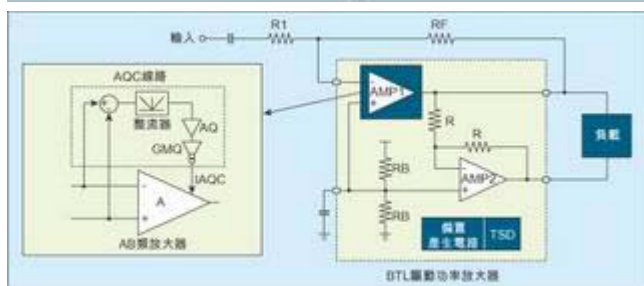 R1
RF
輸入
AQC線路
整流器
AQ
GMQ
IAQC
A
AB類放大器
AMP1
R
R
AMP2
RB
RB
負載
偏置
產生電路
TSD
BTL驅動功率放大器